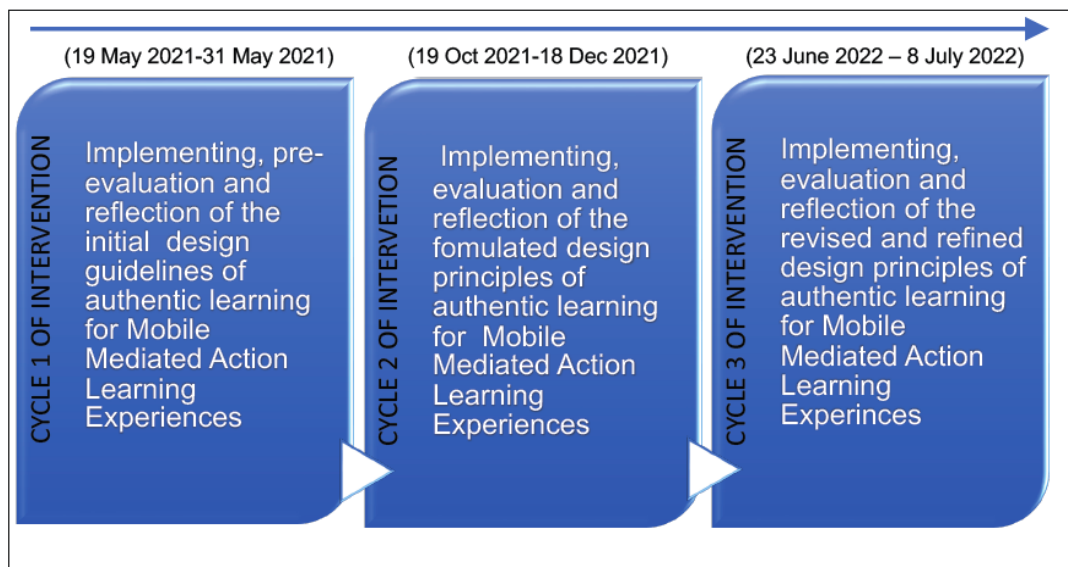 (19 May 2021-31 May 2021)
(19 Oct 2021-18 Dec 2021)
(23 June 2022 – 8 July 2022)
CYCLE 1 OF INTERVENTION
Implementing, pre-
evaluation and
reflection of the
initial design
guidelines of
authentic learning
for Mobile
Mediated Action
Learning
Experiences
CYCLE 2 OF INTERVETION
Implementing,
evaluation and
reflection of the
fomulated design
principles of
authentic learning
for Mobile
Mediated Action
Learning
Experiences
CYCLE 3 OF INTERVENTION
Implementing,
evaluation and
reflection of the
revised and refined
design principles of
authentic learning
for Mobile
Mediated Action
Learning
Experinces